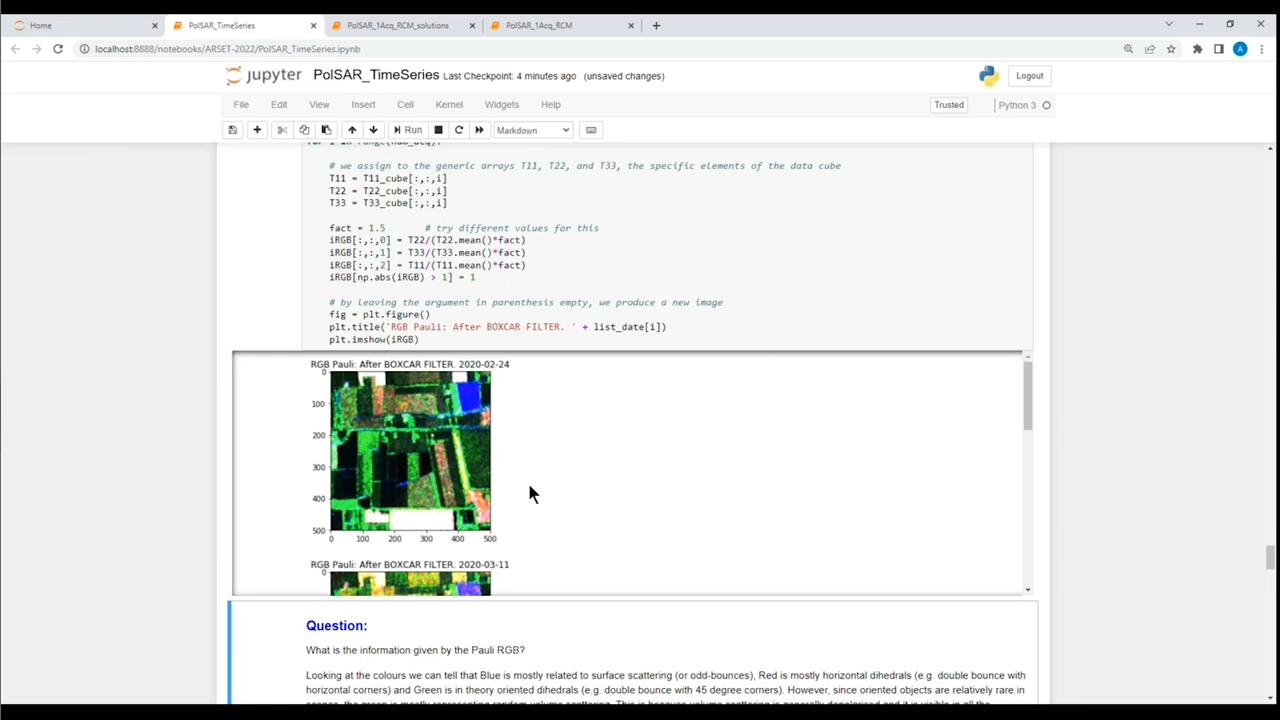 Home
PolSAR_TimeSeries
PolSAR_1Acq_RCM_solutions
PolSAR_1Acq_RCM
localhost:8888/notebooks/ARSET-2022/PolSAR_TimeSeries.ipynb
A
jupyter PolSAR_TimeSeries Last Checkpoint: 4 minutes ago (unsaved changes)
Logout
File Edit View Insert Cell Kernel Widgets Help
Trusted
Python 3
Run
Markdown
for i in range(num_acq):
# we assign to the generic arrays T11, T22, and T33, the specific elements of the data cube
T11 = T11_cube[:,:,i]
T22 = T22_cube[:,:,i]
T33 = T33_cube[:,:,i]
fact = 1.5 # try different values for this
iRGB[:,:,0] = T22/(T22.mean()*fact)
iRGB[:,:,1] = T33/(T33.mean()*fact)
iRGB[:,:,2] = T11/(T11.mean()*fact)
iRGB[np.abs(iRGB) > 1] = 1
# by leaving the argument in parenthesis empty, we produce a new image
fig = plt.figure()
plt.title('RGB Pauli: After BOXCAR FILTER. ' + list_date[i])
plt.imshow(iRGB)
RGB Pauli: After BOXCAR FILTER. 2020-02-24
0
100
200
300
400
500
0 100 200 300 400 500
RGB Pauli: After BOXCAR FILTER. 2020-03-11
0
Question:
What is the information given by the Pauli RGB?
Looking at the colours we can tell that Blue is mostly related to surface scattering (or odd-bounces), Red is mostly horizontal dihedrals (e.g. double bounce with
horizontal corners) and Green is in theory oriented dihedrals (e.g. double bounce with 45 degree corners). However, since oriented objects are relatively rare in